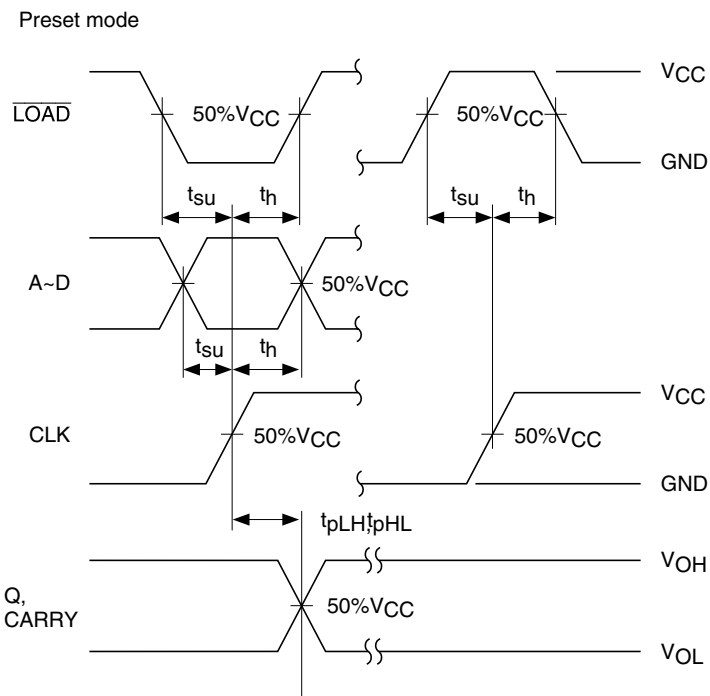 Preset mode
VCC
LOAD 50%VCC 50%VCC
GND
tsu th tsu th
A~D 50%VCC
tsu th
VCC
CLK 50%VCC 50%VCC
GND
tpLH,tpHL
VOH
Q,
CARRY 50%VCC
VOL